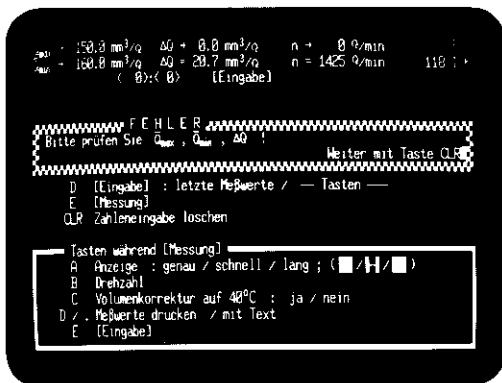 150.0 mm³/q ΔQ → 0.0 mm³/q n → 0 q/min
160.0 mm³/q ΔQ = 20.7 mm³/q n = 1425 q/min 118
( 0):( 0) [Eingabe]
FEHLER
Bitte prüfen Sie Q̄max , Q̄min , ΔQ !
Weiter mit Taste CLR
D [Eingabe] : letzte Meßwerte / — Tasten —
E [Messung]
CLR Zahleneingabe löschen
Tasten während [Messung]
A Anzeige : genau / schnell / lang ; ( / / )
B Drehzahl
C Volumenkorrektur auf 40°C : ja / nein
D / . Meßwerte drucken / mit Text
E [Eingabe]